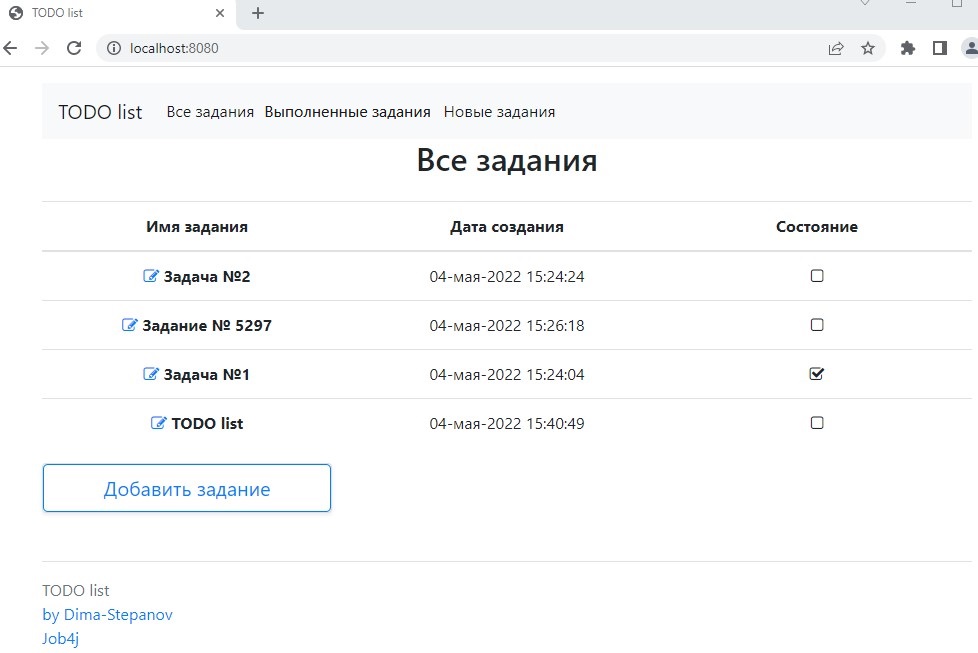 TODO list
localhost:8080
TODO list Все задания Выполненные задания Новые задания
Все задания
Имя задания Дата создания Состояние
Задача №2 04-мая-2022 15:24:24
Задание № 5297 04-мая-2022 15:26:18
Задача №1 04-мая-2022 15:24:04
TODO list 04-мая-2022 15:40:49
Добавить задание
TODO list
by Dima-Stepanov
Job4j